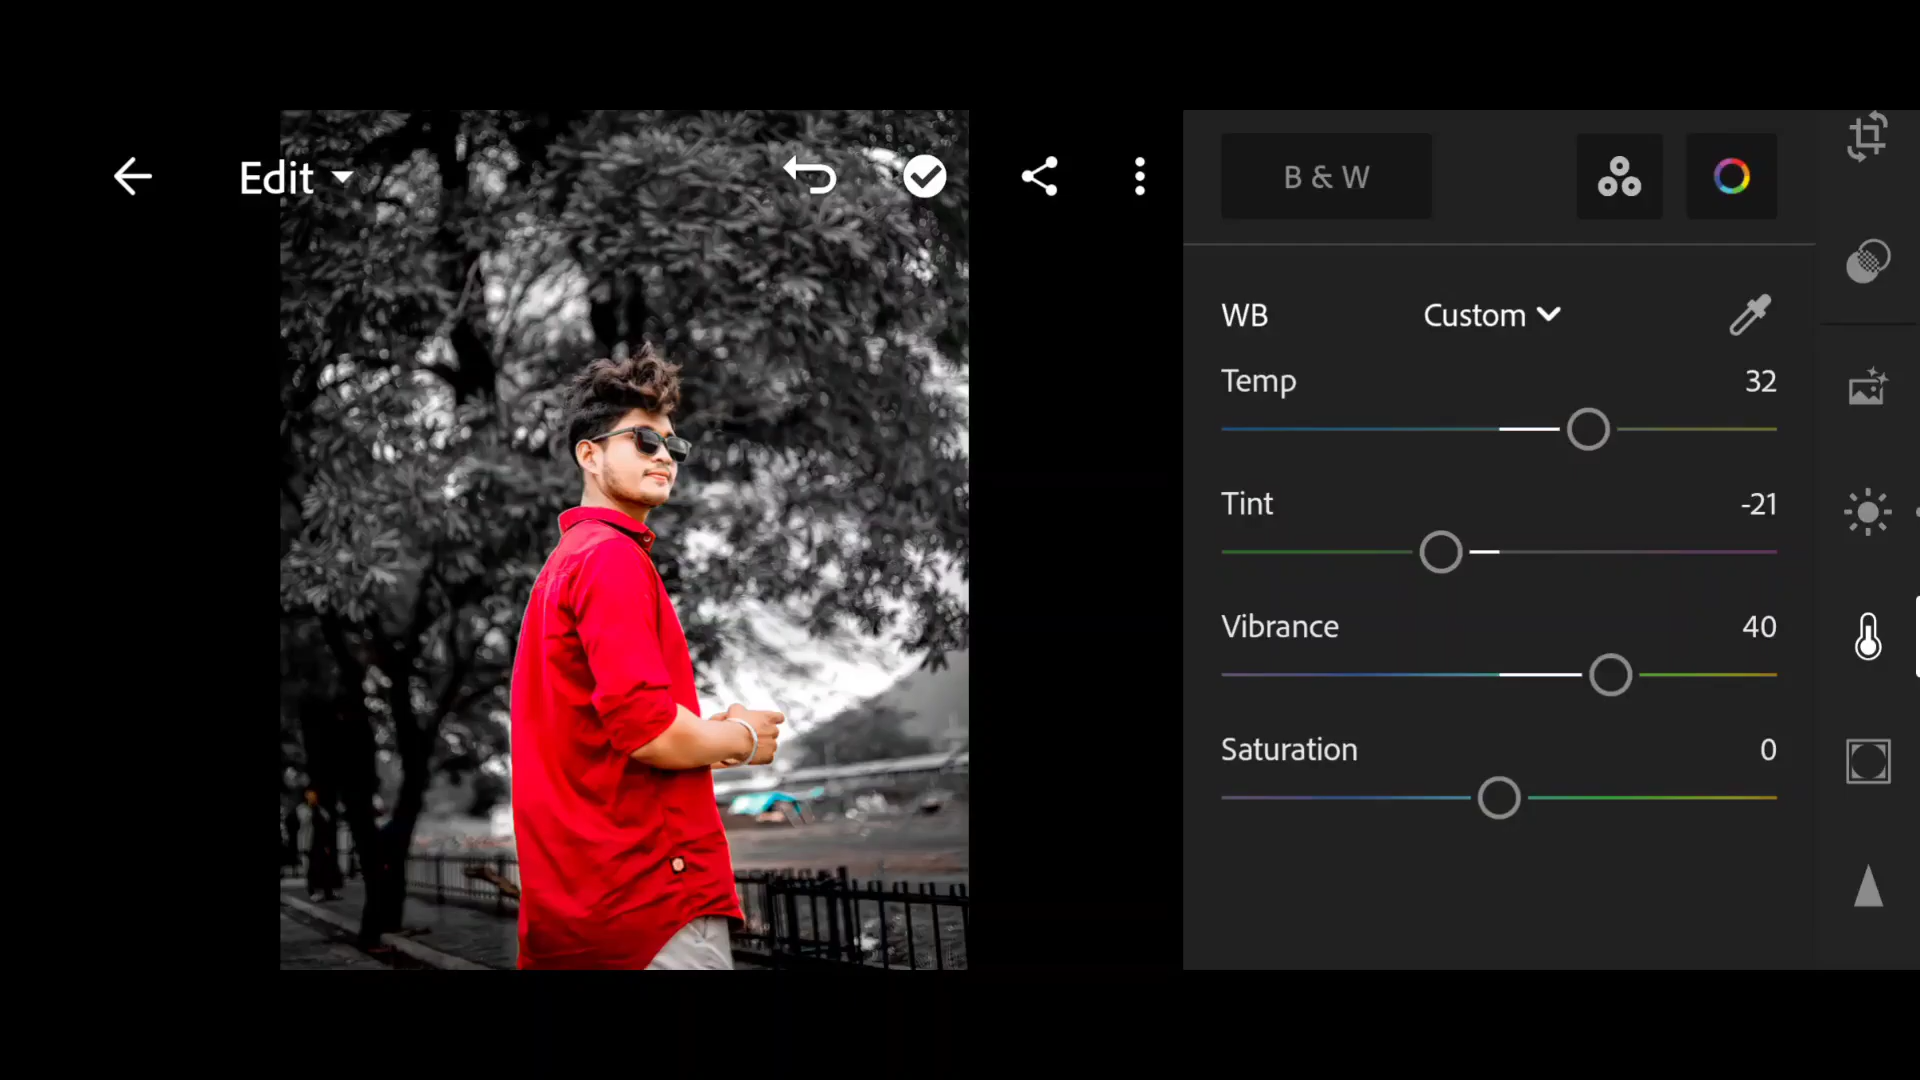 Edit
B & W
WB Custom
Temp 32
Tint -21
Vibrance 40
Saturation 0